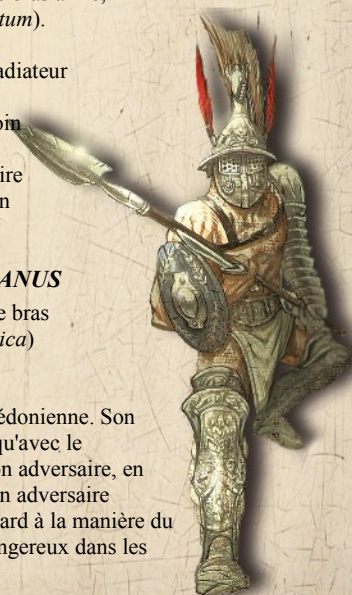 tum).
adiateur
oin
ire
n
ANUS
e bras
ica)
édonienne. Son
qu'avec le
on adversaire, en
n adversaire
ard à la manière du
ngereux dans les